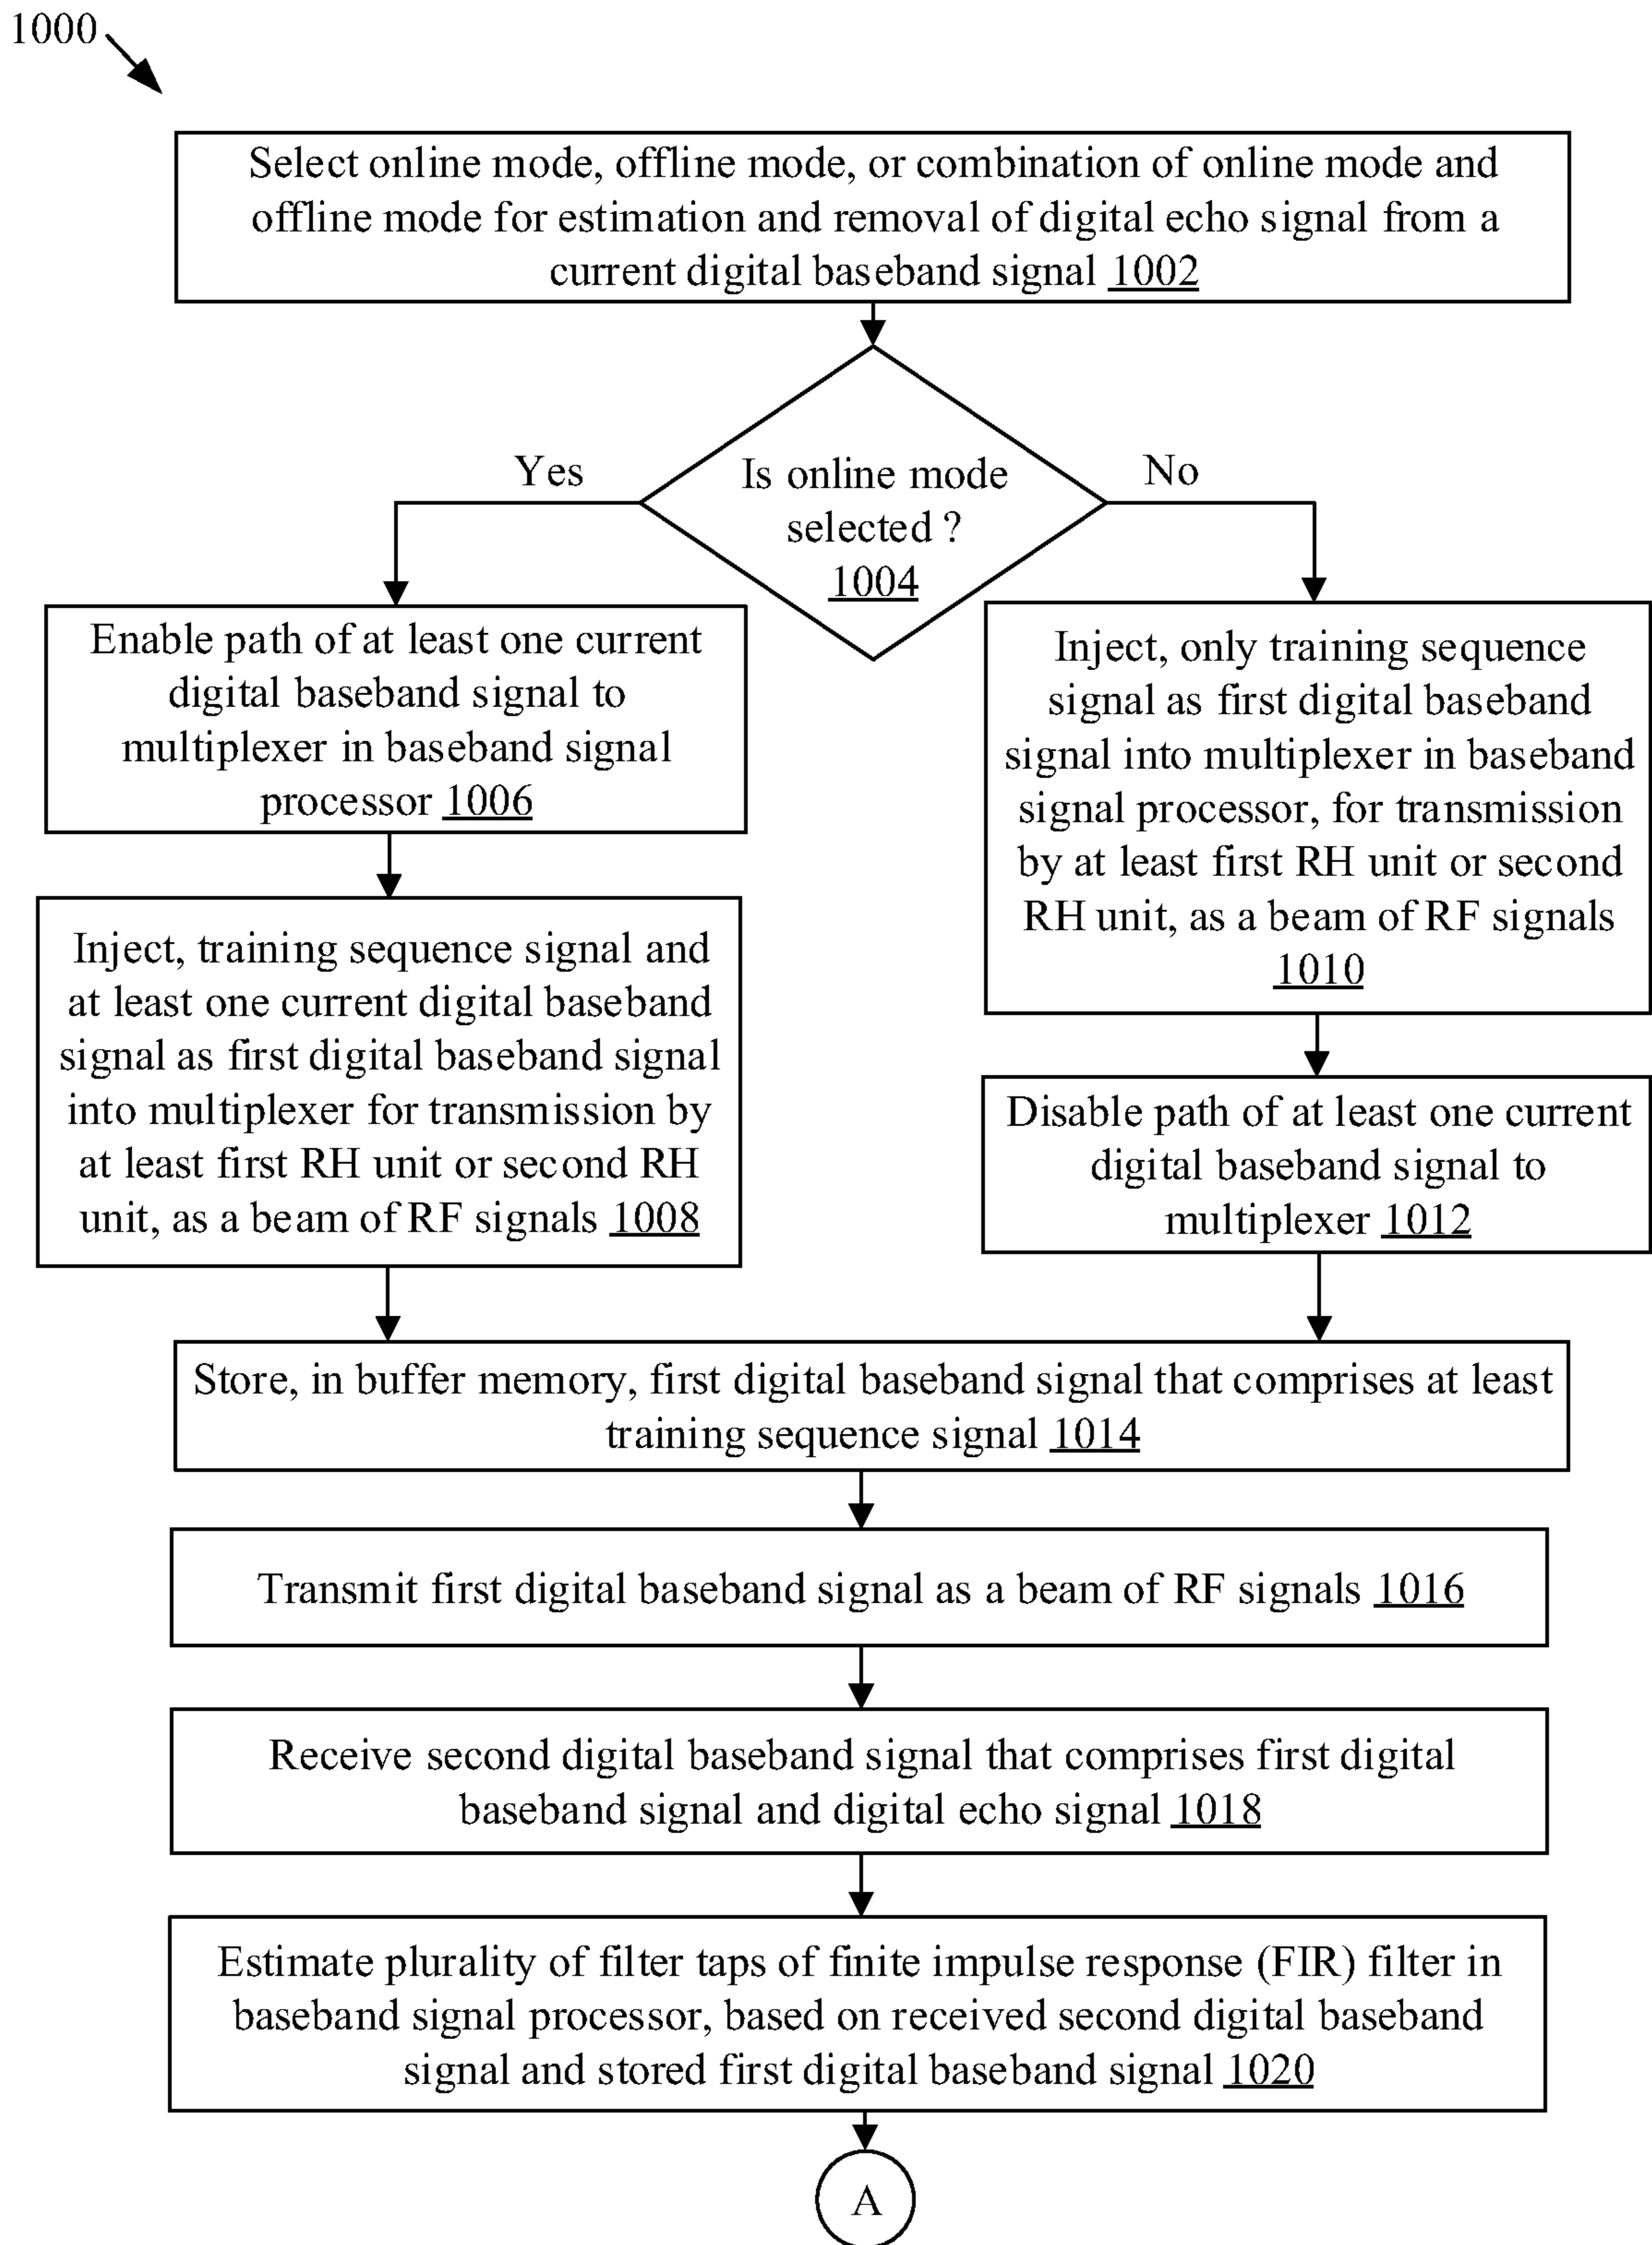 1000
Select online mode, offline mode, or combination of online mode and
offline mode for estimation and removal of digital echo signal from a
current digital baseband signal 1002
Is online mode
selected ?
1004
Yes
No
Enable path of at least one current
digital baseband signal to
multiplexer in baseband signal
processor 1006
Inject, training sequence signal and
at least one current digital baseband
signal as first digital baseband signal
into multiplexer for transmission by
at least first RH unit or second RH
unit, as a beam of RF signals 1008
Inject, only training sequence
signal as first digital baseband
signal into multiplexer in baseband
signal processor, for transmission
by at least first RH unit or second
RH unit, as a beam of RF signals
1010
Disable path of at least one current
digital baseband signal to
multiplexer 1012
Store, in buffer memory, first digital baseband signal that comprises at least
training sequence signal 1014
Transmit first digital baseband signal as a beam of RF signals 1016
Receive second digital baseband signal that comprises first digital
baseband signal and digital echo signal 1018
Estimate plurality of filter taps of finite impulse response (FIR) filter in
baseband signal processor, based on received second digital baseband
signal and stored first digital baseband signal 1020
A